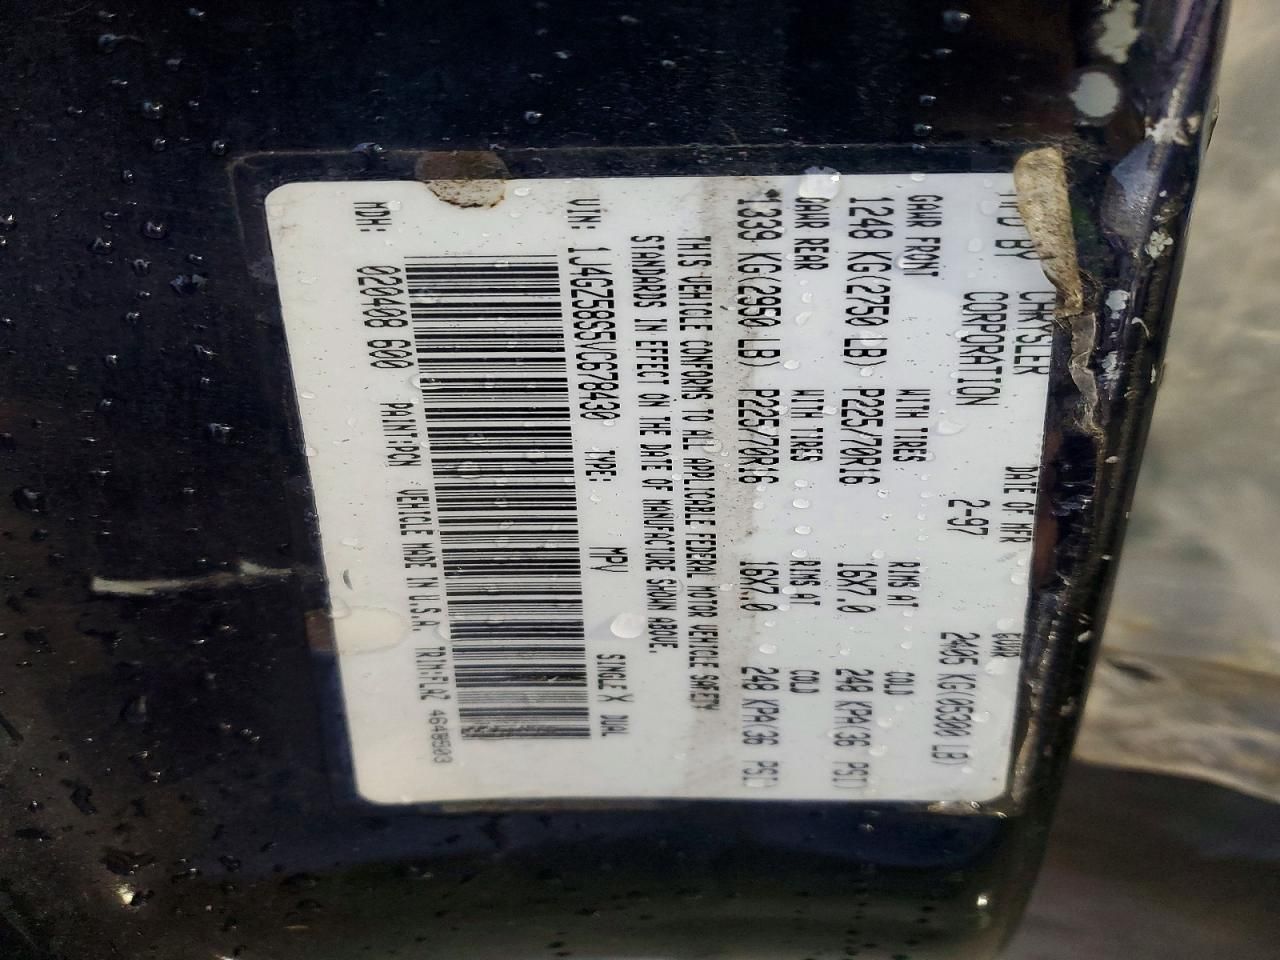 MFD BY CHRYSLER CORPORATION DATE OF MFR 2-97 GVWR 2405 KG(05300 LB)
GAWR FRONT WITH TIRES RIMS AT COLD
1248 KG(2750 LB) P225/70R16 16X7.0 248 KPA(36 PSI)
GAWR REAR WITH TIRES RIMS AT COLD
1339 KG(2950 LB) P225/70R16 16X7.0 248 KPA(36 PSI)
THIS VEHICLE CONFORMS TO ALL APPLICABLE FEDERAL MOTOR VEHICLE SAFETY
STANDARDS IN EFFECT ON THE DATE OF MANUFACTURE SHOWN ABOVE.
VIN: 1J4GZ58S5VC678430 TYPE: MPV SINGLE X DUAL
MDH: 020408 600 PAINT:PCN VEHICLE MADE IN U.S.A. TRIM: 4648503